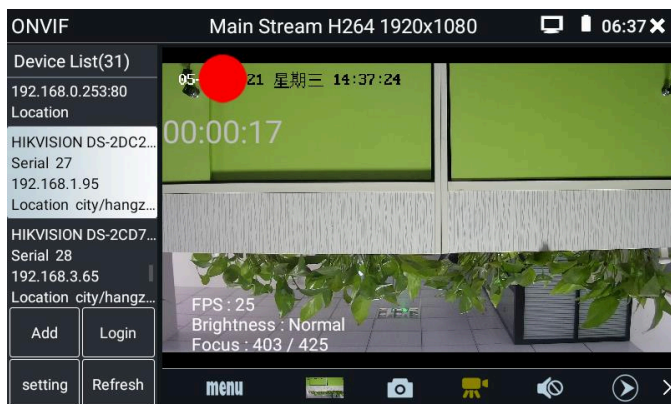 ONVIF
Main Stream H264 1920x1080
06:37
Device List(31)
192.168.0.253:80
Location
HIKVISION DS-2DC2...
Serial 27
192.168.1.95
Location city/hangz...
HIKVISION DS-2CD7...
Serial 28
192.168.3.65
Location city/hangz...
Add
Login
setting
Refresh
05-
21 星期三 14:37:24
00:00:17
FPS : 25
Brightness : Normal
Focus : 403 / 425
menu